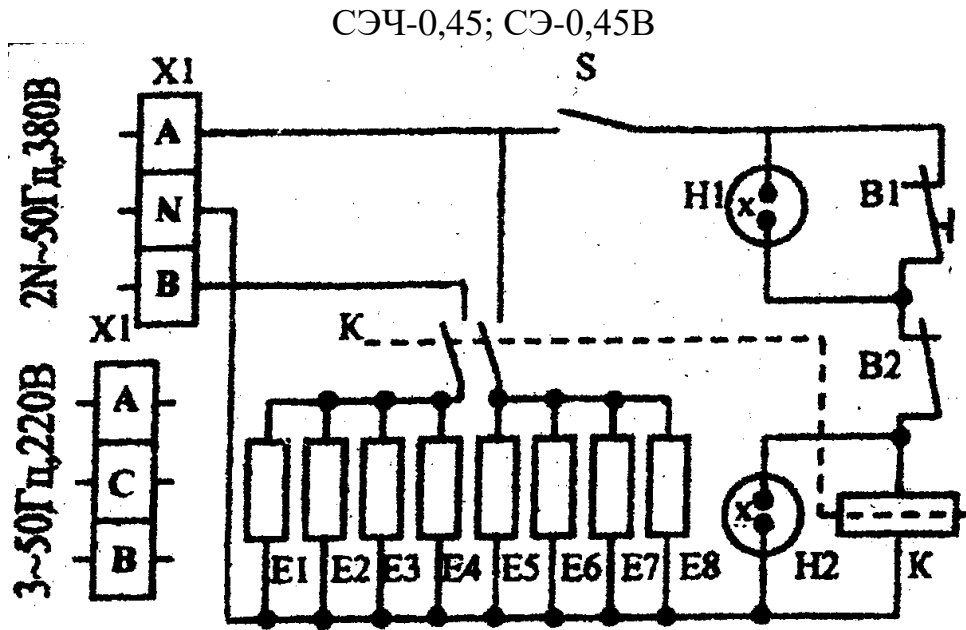 СЭЧ-0,45; СЭ-0,45В
2N~50Гц,380В
X1
A
N
B
S
H1
x
B1
B2
K
X1
3~50Гц,220В
A
C
B
E1 E2 E3 E4 E5 E6 E7 E8
x
H2
K